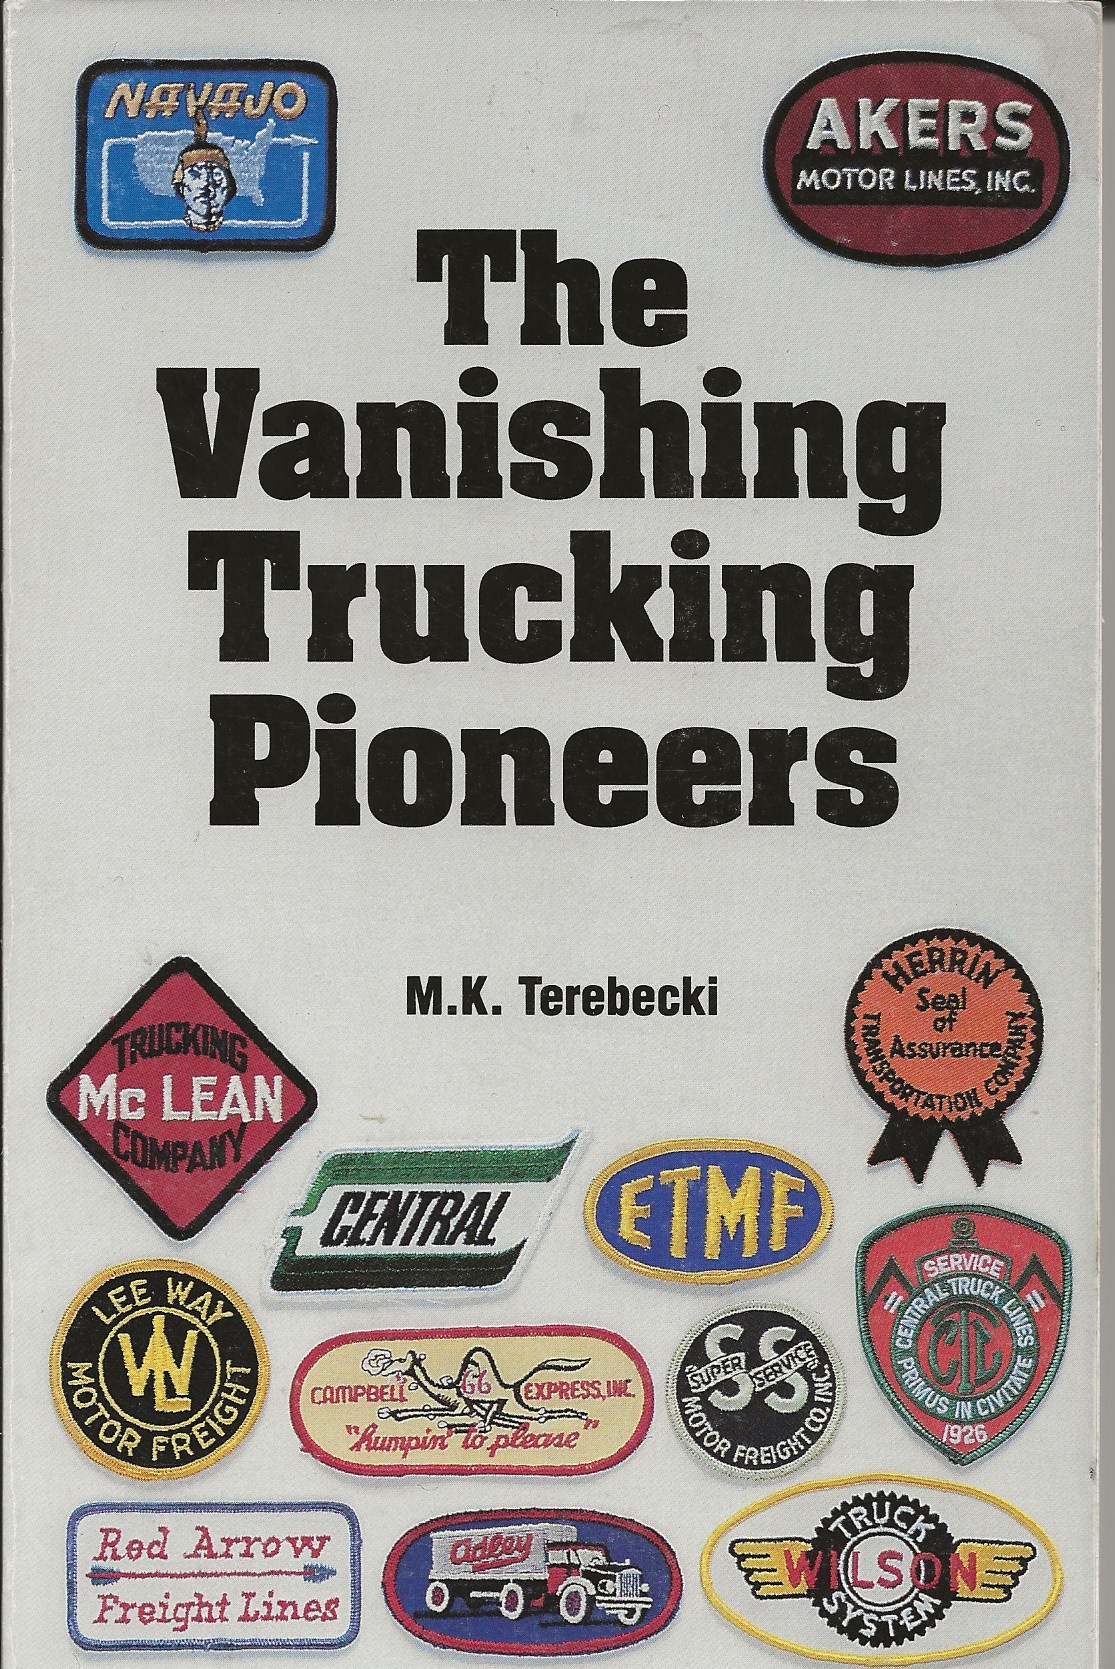 NAVAJO
AKERS
MOTOR LINES, INC.
The
Vanishing
Trucking
Pioneers
M.K. Terebecki
HERRIN
Seal
of
Assurance
TRANSPORTATION COMPANY
TRUCKING
Mc LEAN
COMPANY
CENTRAL
ETMF
SERVICE
CENTRAL TRUCK LINES
CTL
PRIMUS IN CIVITATE
1926
LEE WAY
WL
MOTOR FREIGHT
CAMPBELL 66 EXPRESS, INC.
"humpin' to please"
SS
SUPER SERVICE
MOTOR FREIGHT CO. INC.
Red Arrow
Freight Lines
Adley
TRUCK
WILSON
SYSTEM